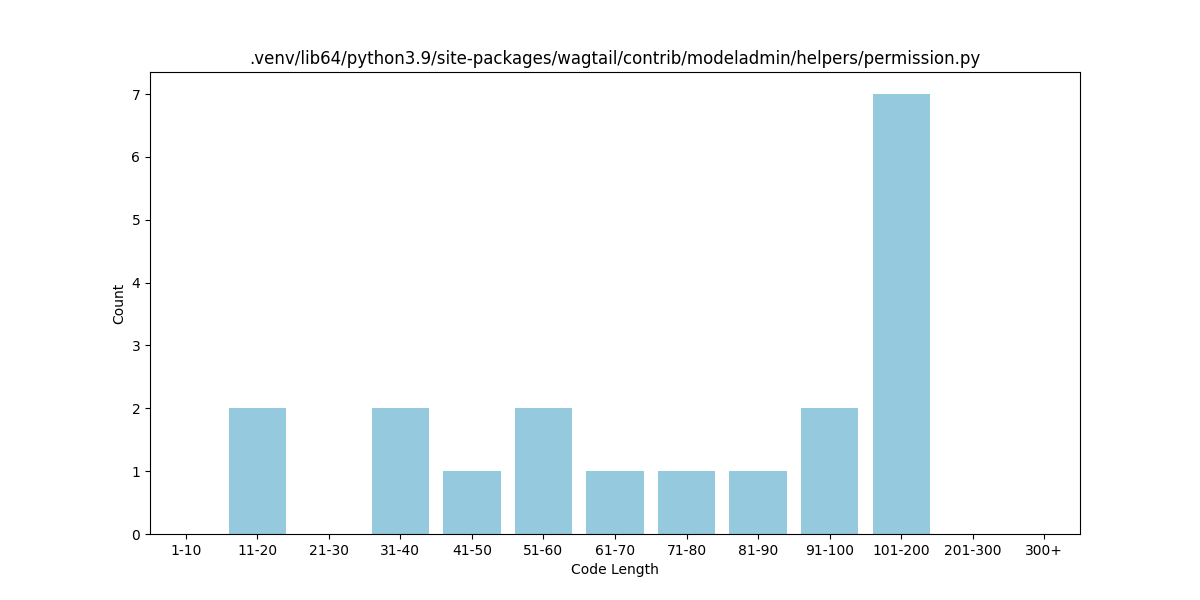 .venv/lib64/python3.9/site-packages/wagtail/contrib/modeladmin/helpers/permission.py
7
6
5
4
3
2
1
0
Count
1-10 11-20 21-30 31-40 41-50 51-60 61-70 71-80 81-90 91-100 101-200 201-300 300+
Code Length